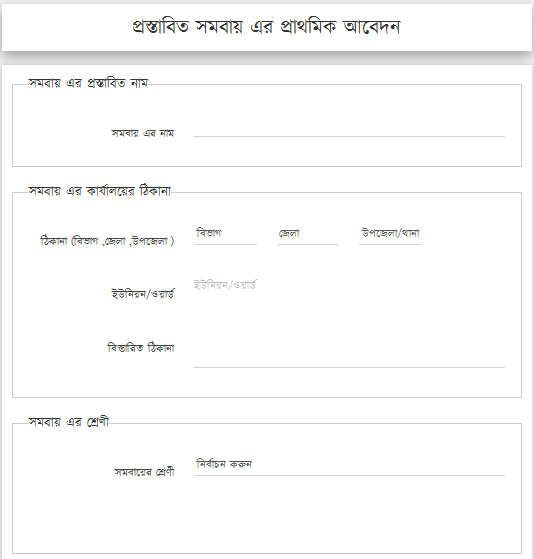 প্রস্তাবিত সমবায় এর প্রাথমিক আবেদন
সমবায় এর প্রস্তাবিত নাম
সমবায় এর নাম
সমবায় এর কার্যালয়ের ঠিকানা
ঠিকানা (বিভাগ ,জেলা ,উপজেলা ) বিভাগ জেলা উপজেলা/থানা
ইউনিয়ন/ওয়ার্ড ইউনিয়ন/ওয়ার্ড
বিস্তারিত ঠিকানা
সমবায় এর শ্রেণী
সমবায়ের শ্রেণী নির্বাচন করুন